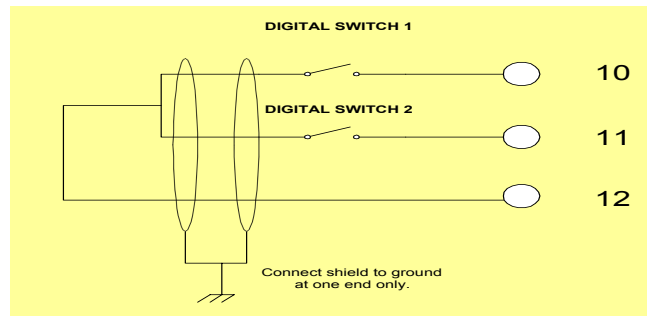 DIGITAL SWITCH 1
10
DIGITAL SWITCH 2
11
12
Connect shield to ground
at one end only.